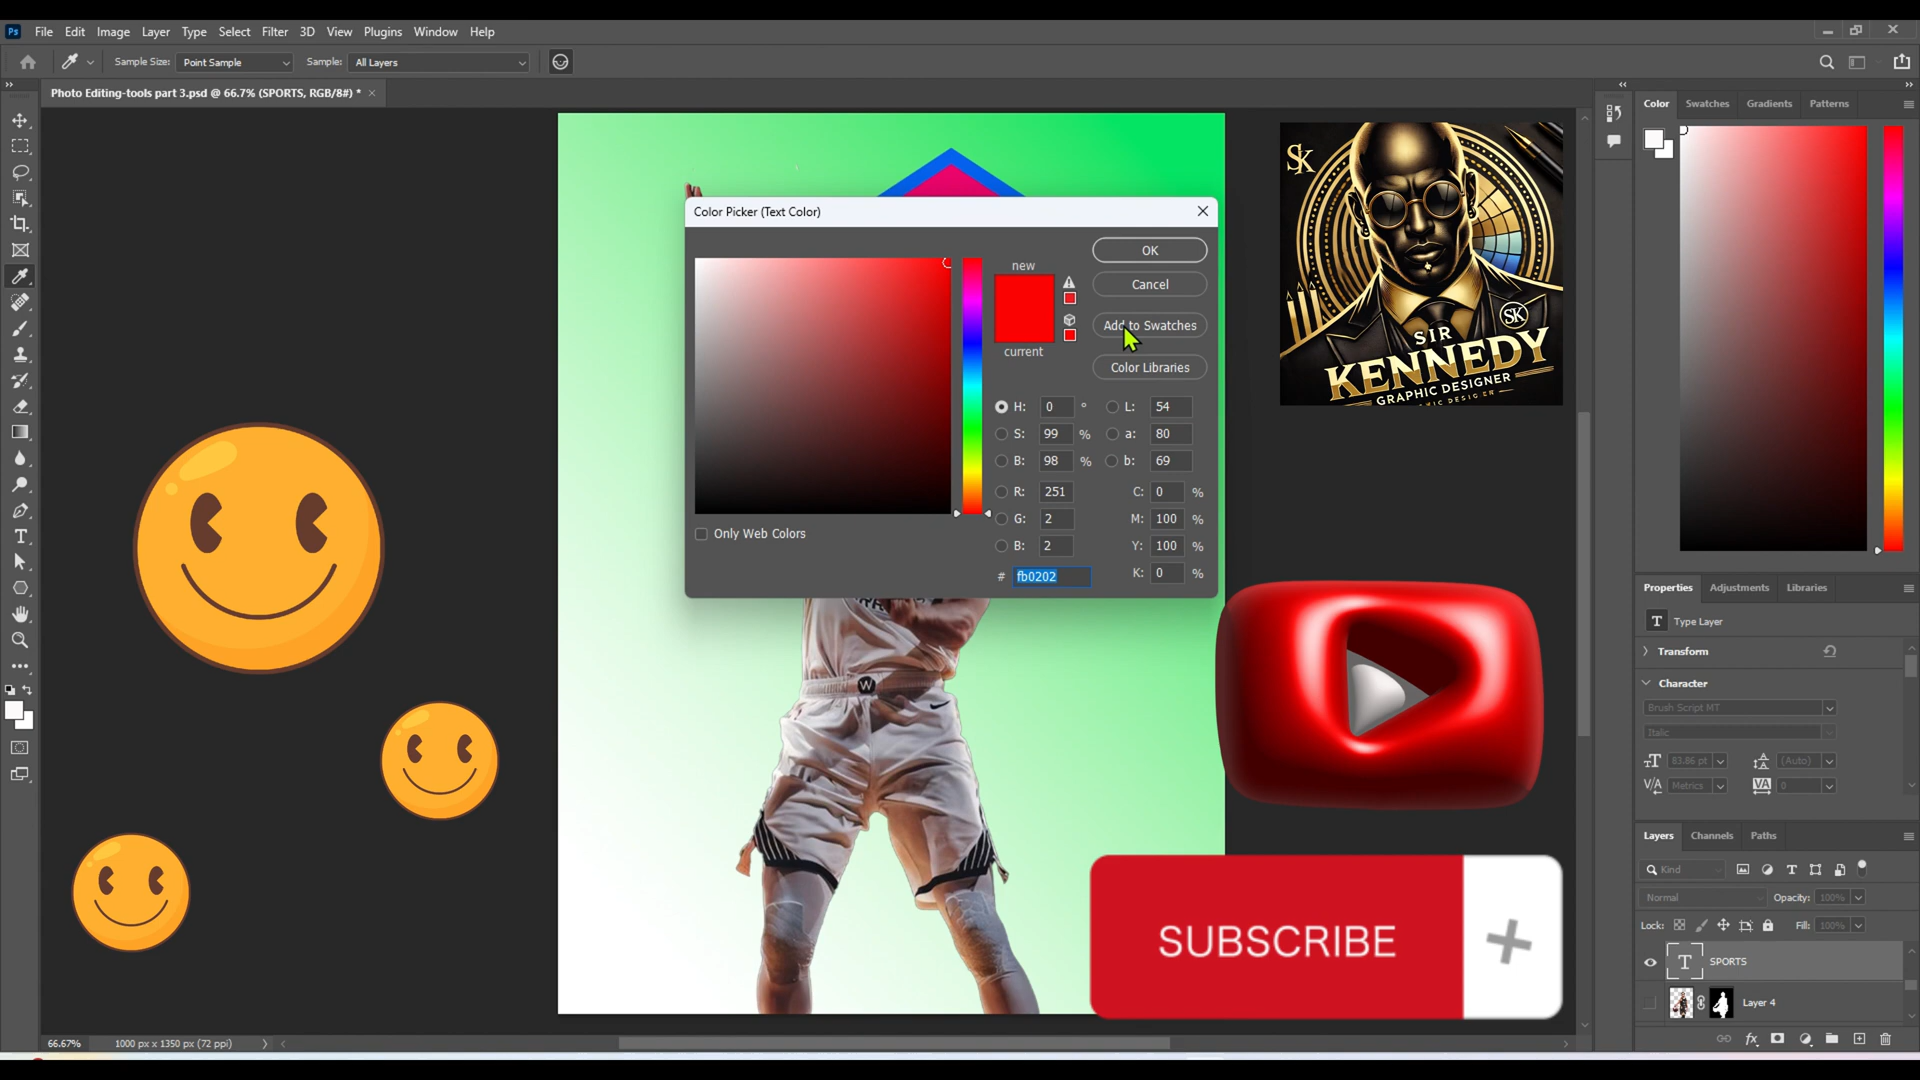 Ps File Edit Image Layer Type Select Filter 3D View Plugins Window Help
Sample Size: Point Sample Sample: All Layers
Photo Editing-tools part 3.psd @ 66.7% (SPORTS, RGB/8#) *
Color Swatches Gradients Patterns
Color Picker (Text Color)
OK
new
Cancel
Add to Swatches
current
Color Libraries
H: 0 ° L: 54
S: 99 % a: 80
B: 98 % b: 69
R: 251 C: 0 %
G: 2 M: 100 %
B: 2 Y: 100 %
# fb0202 K: 0 %
Only Web Colors
SK
SK
SIR
KENNEDY
GRAPHIC DESIGNER
W
SUBSCRIBE +
Properties Adjustments Libraries
T Type Layer
Transform
Character
Brush Script MT
Italic
83.86 pt (Auto)
Metrics 0
Layers Channels Paths
Kind
Normal Opacity: 100%
Lock: Fill: 100%
T SPORTS
Layer 4
fx
66.67% 1000 px x 1350 px (72 ppi)